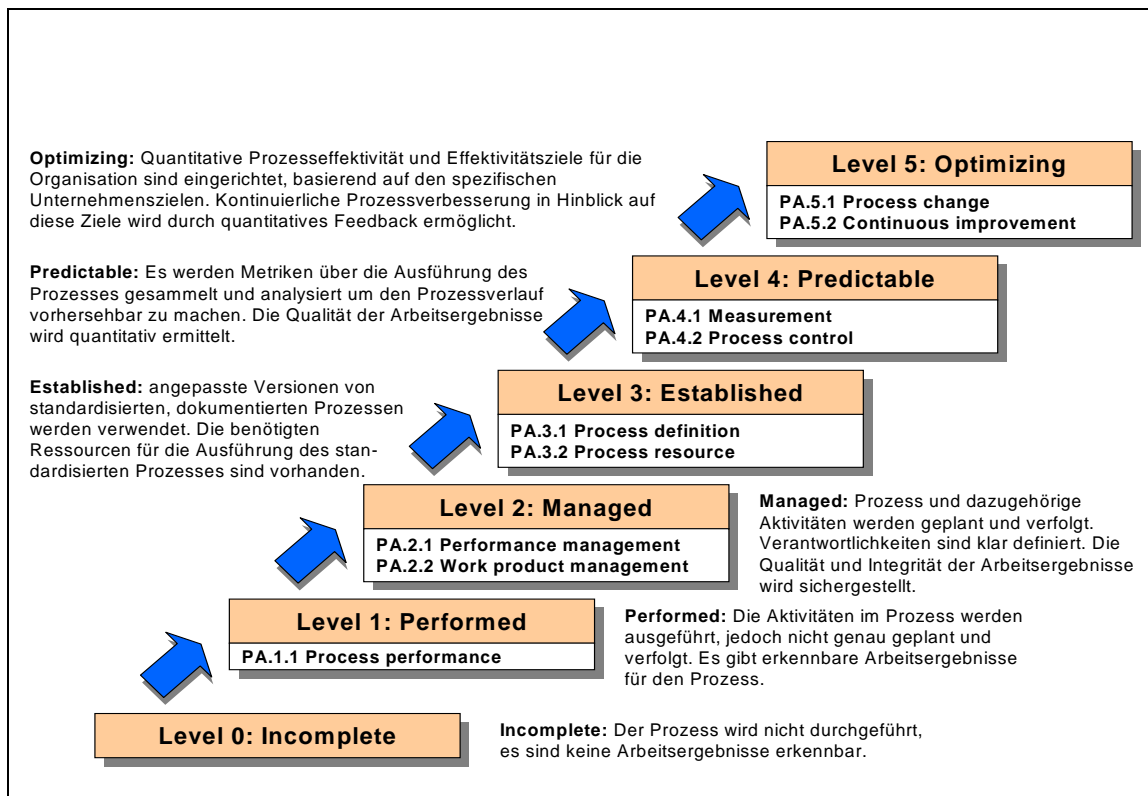 Optimizing: Quantitative Prozesseffektivität und Effektivitätsziele für die
Organisation sind eingerichtet, basierend auf den spezifischen
Unternehmenszielen. Kontinuierliche Prozessverbesserung in Hinblick auf
diese Ziele wird durch quantitatives Feedback ermöglicht.
Level 5: Optimizing
PA.5.1 Process change
PA.5.2 Continuous improvement
Predictable: Es werden Metriken über die Ausführung des
Prozesses gesammelt und analysiert um den Prozessverlauf
vorhersehbar zu machen. Die Qualität der Arbeitsergebnisse
wird quantitativ ermittelt.
Level 4: Predictable
PA.4.1 Measurement
PA.4.2 Process control
Established: angepasste Versionen von
standardisierten, dokumentierten Prozessen
werden verwendet. Die benötigten
Ressourcen für die Ausführung des stan-
dardisierten Prozesses sind vorhanden.
Level 3: Established
PA.3.1 Process definition
PA.3.2 Process resource
Level 2: Managed
PA.2.1 Performance management
PA.2.2 Work product management
Managed: Prozess und dazugehörige
Aktivitäten werden geplant und verfolgt.
Verantwortlichkeiten sind klar definiert. Die
Qualität und Integrität der Arbeitsergebnisse
wird sichergestellt.
Level 1: Performed
PA.1.1 Process performance
Performed: Die Aktivitäten im Prozess werden
ausgeführt, jedoch nicht genau geplant und
verfolgt. Es gibt erkennbare Arbeitsergebnisse
für den Prozess.
Level 0: Incomplete
Incomplete: Der Prozess wird nicht durchgeführt,
es sind keine Arbeitsergebnisse erkennbar.